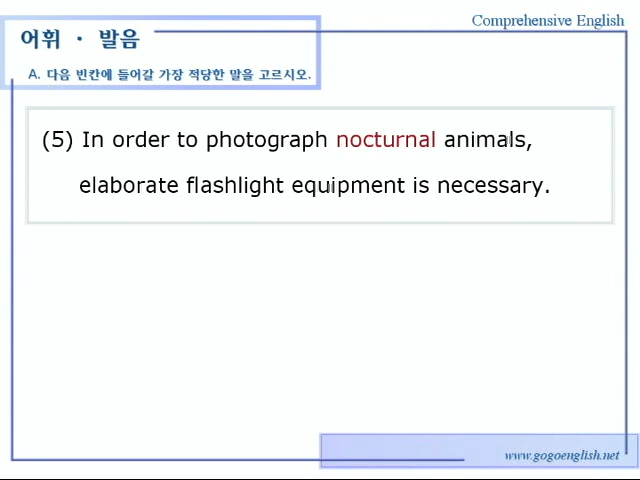 Comprehensive English
어휘 · 발음
A. 다음 빈칸에 들어갈 가장 적당한 말을 고르시오.
(5) In order to photograph nocturnal animals,
elaborate flashlight equipment is necessary.
www.gogoenglish.net